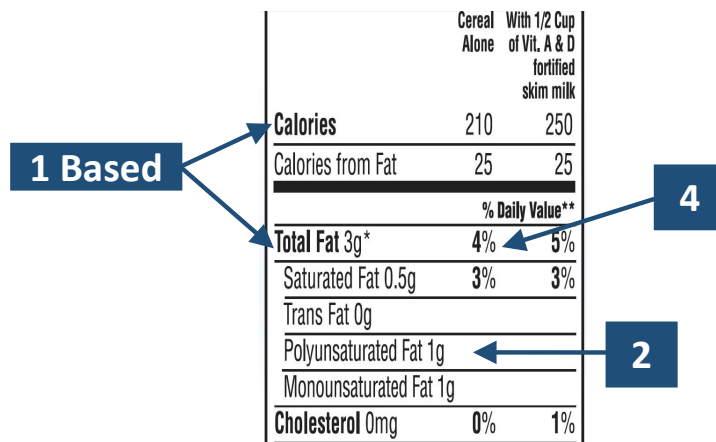 Cereal With 1/2 Cup
Alone of Vit. A & D
fortified
skim milk
Calories 210 250
1 Based
Calories from Fat 25 25
% Daily Value**
4
Total Fat 3g* 4% 5%
Saturated Fat 0.5g 3% 3%
Trans Fat 0g
Polyunsaturated Fat 1g
2
Monounsaturated Fat 1g
Cholesterol 0mg 0% 1%